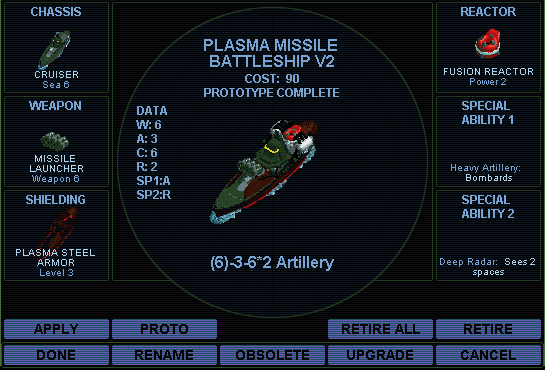 CHASSIS
CRUISER
Sea 6
WEAPON
MISSILE
LAUNCHER
Weapon 6
SHIELDING
PLASMA STEEL
ARMOR
Level 3
PLASMA MISSILE
BATTLESHIP V2
COST: 90
PROTOTYPE COMPLETE
DATA
W: 6
A: 3
C: 6
R: 2
SP1:A
SP2:R
(6)-3-6*2 Artillery
REACTOR
FUSION REACTOR
Power 2
SPECIAL
ABILITY 1
Heavy Artillery:
Bombards
SPECIAL
ABILITY 2
Deep Radar: Sees 2
spaces
APPLY
PROTO
RETIRE ALL
RETIRE
DONE
RENAME
OBSOLETE
UPGRADE
CANCEL